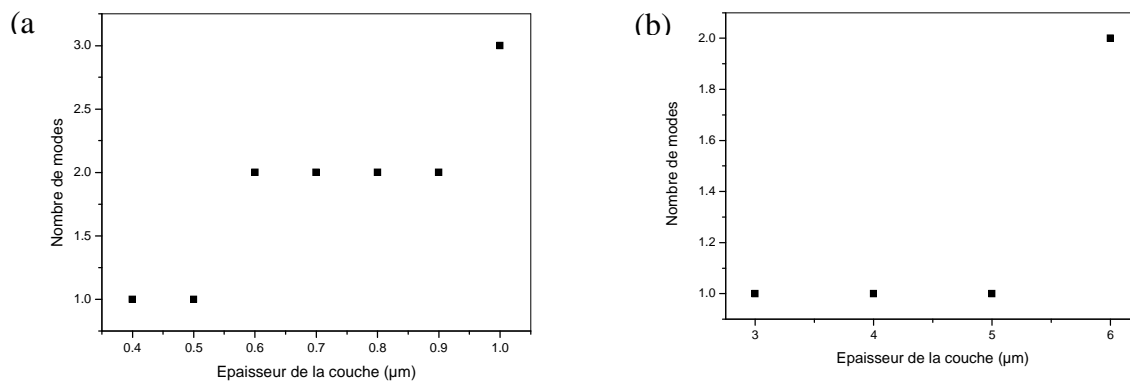 (a
3.0
2.5
2.0
1.5
1.0
Nombre de modes
0.4 0.5 0.6 0.7 0.8 0.9 1.0
Epaisseur de la couche (µm)
(b)
2.0
1.8
1.6
1.4
1.2
1.0
Nombre de modes
3 4 5 6
Epaisseur de la couche (µm)